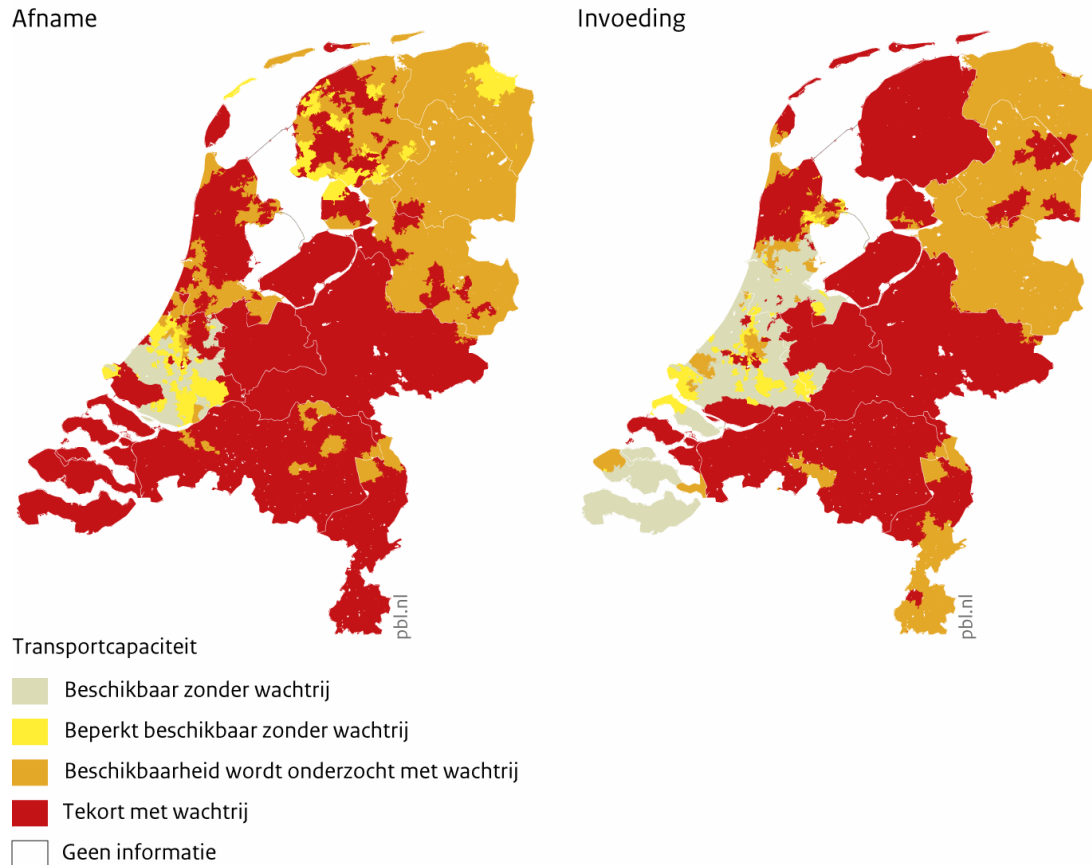 Afname
Invoeding
pbl.nl
pbl.nl
Transportcapaciteit
Beschikbaar zonder wachtrij
Beperkt beschikbaar zonder wachtrij
Beschikbaarheid wordt onderzocht met wachtrij
Tekort met wachtrij
Geen informatie